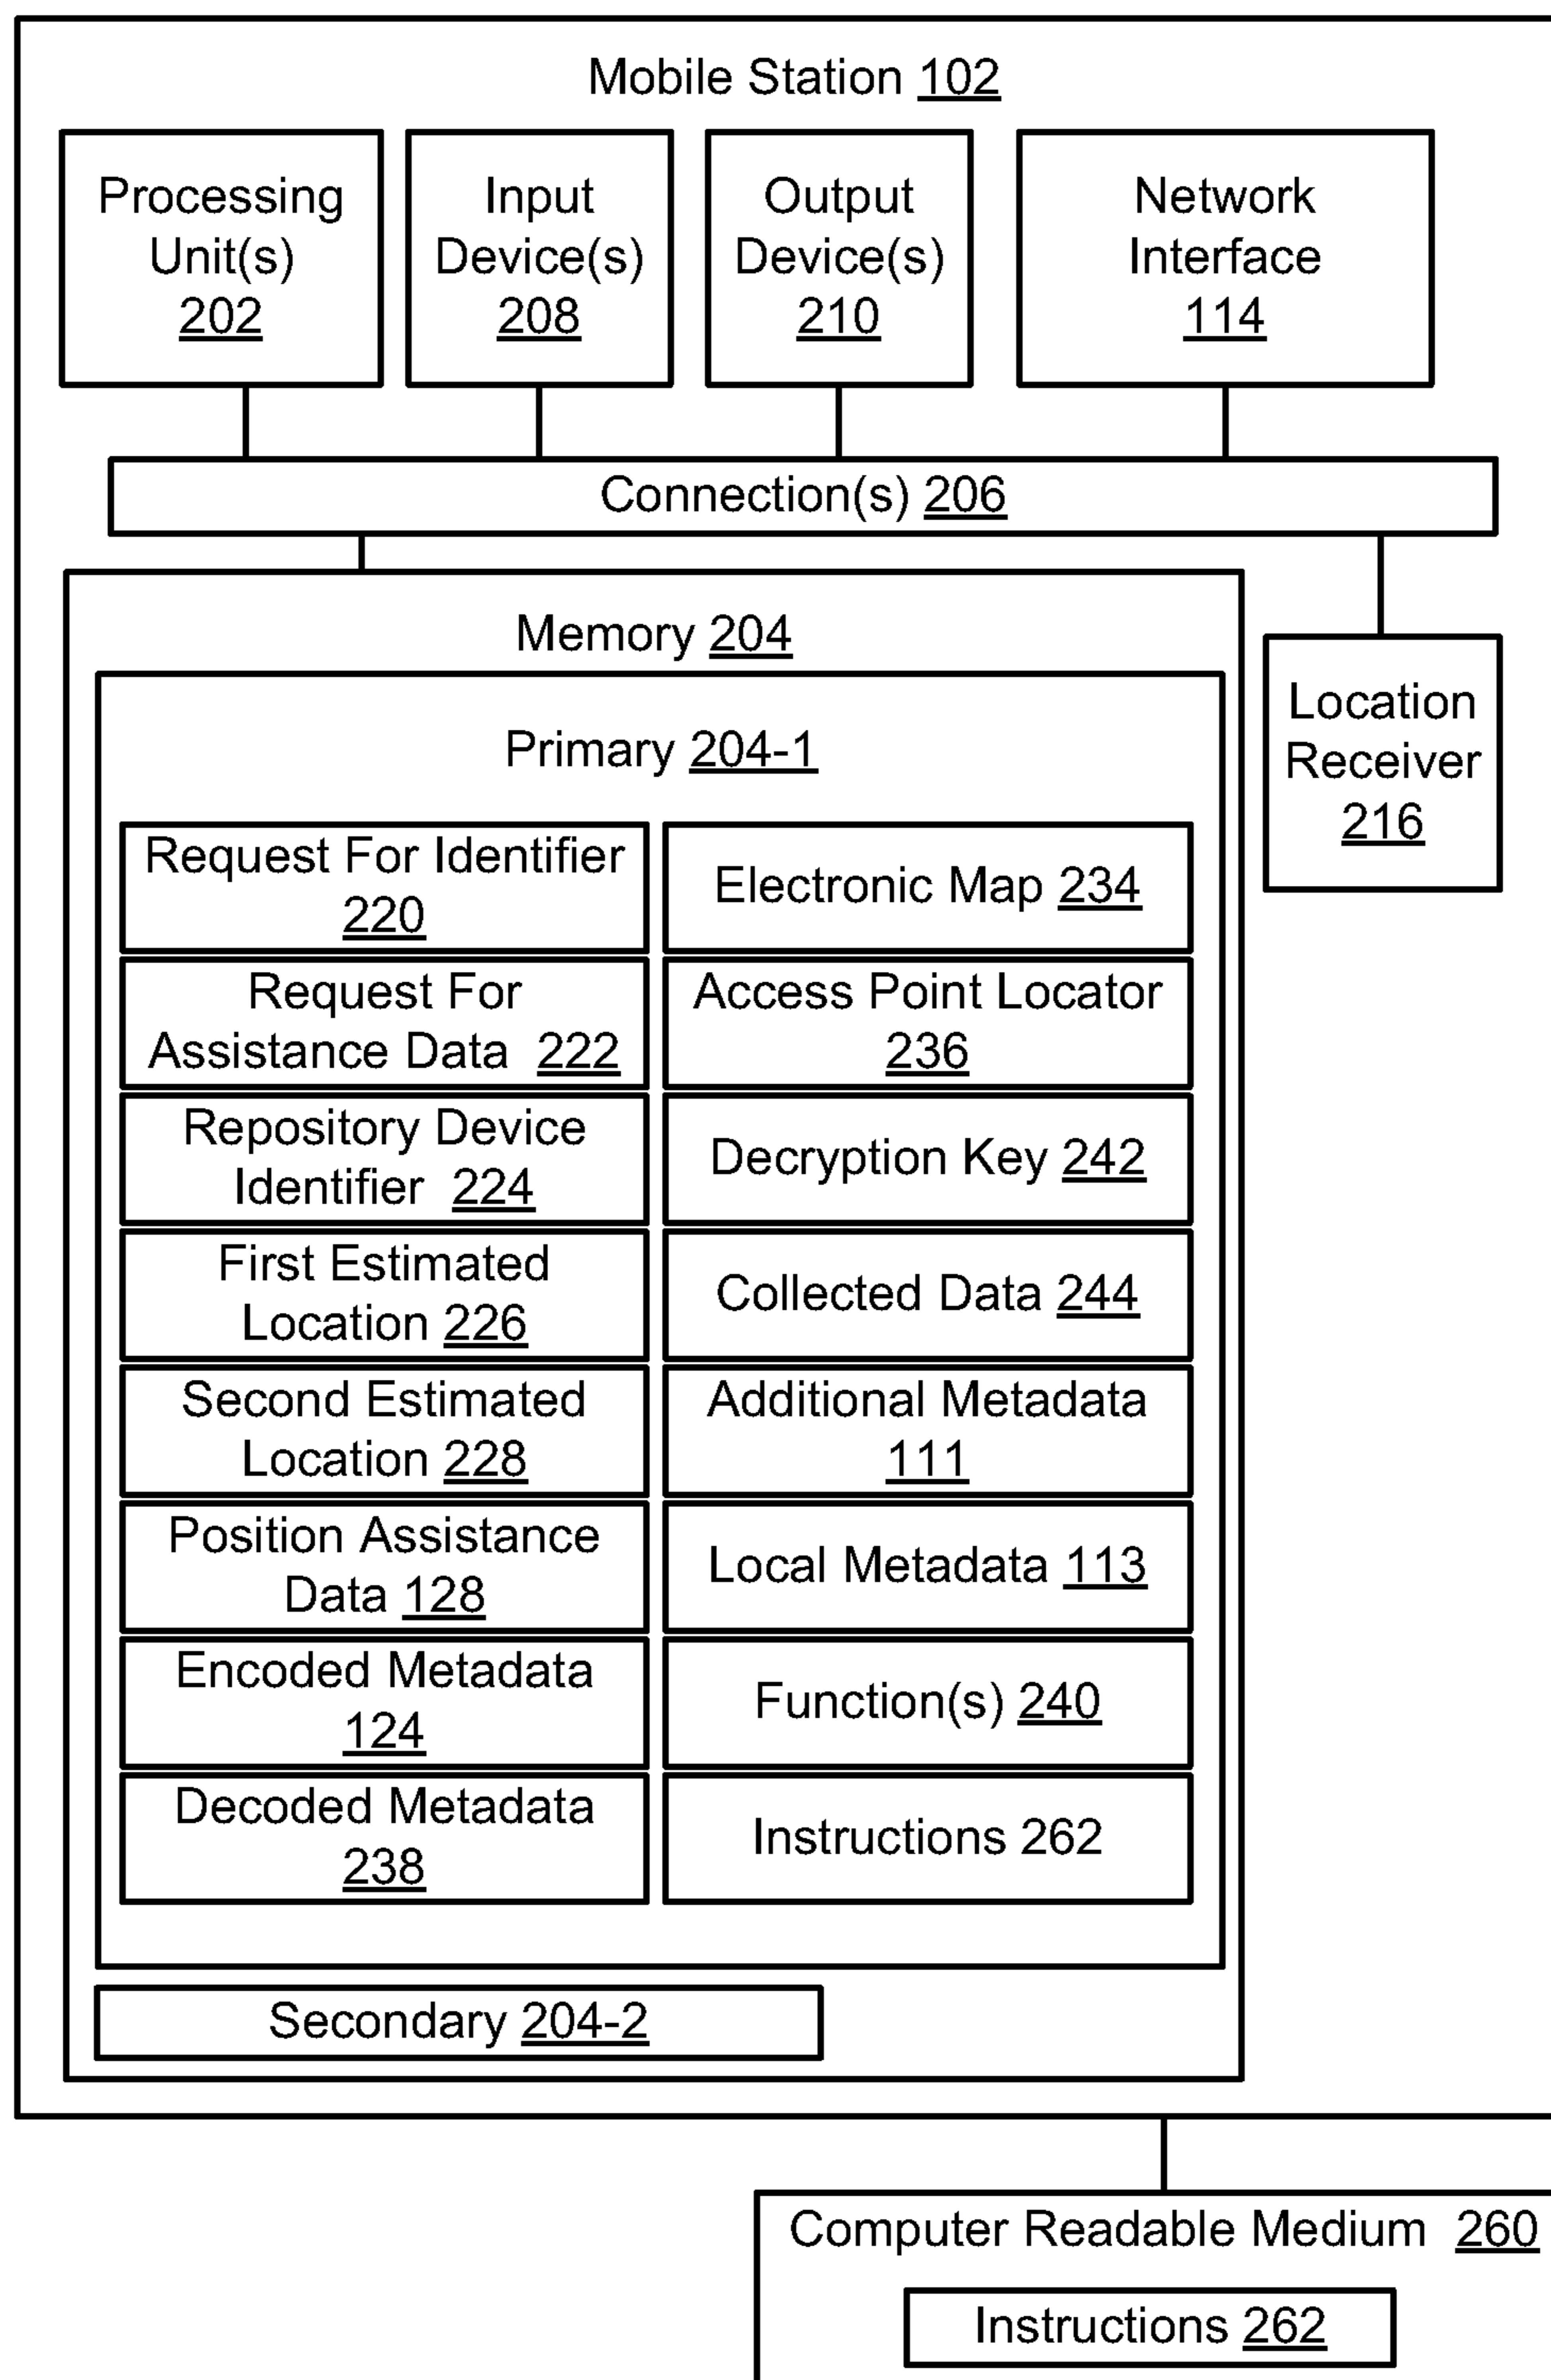 Mobile Station 102
Processing
Unit(s)
202
Input
Device(s)
208
Output
Device(s)
210
Network
Interface
114
Connection(s) 206
Memory 204
Location
Receiver
216
Primary 204-1
Request For Identifier
220
Request For
Assistance Data 222
Repository Device
Identifier 224
First Estimated
Location 226
Second Estimated
Location 228
Position Assistance
Data 128
Encoded Metadata
124
Decoded Metadata
238
Electronic Map 234
Access Point Locator
236
Decryption Key 242
Collected Data 244
Additional Metadata
111
Local Metadata 113
Function(s) 240
Instructions 262
Secondary 204-2
Computer Readable Medium 260
Instructions 262